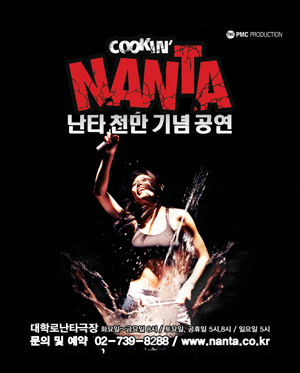 PMC PRODUCTION
COOKIN'
NANTA
난타 천만 기념 공연
대학로난타극장 화요일~금요일 8시 / 토요일, 공휴일 5시,8시 / 일요일 5시
문의 및 예약 02-739-8288 / www.nanta.co.kr